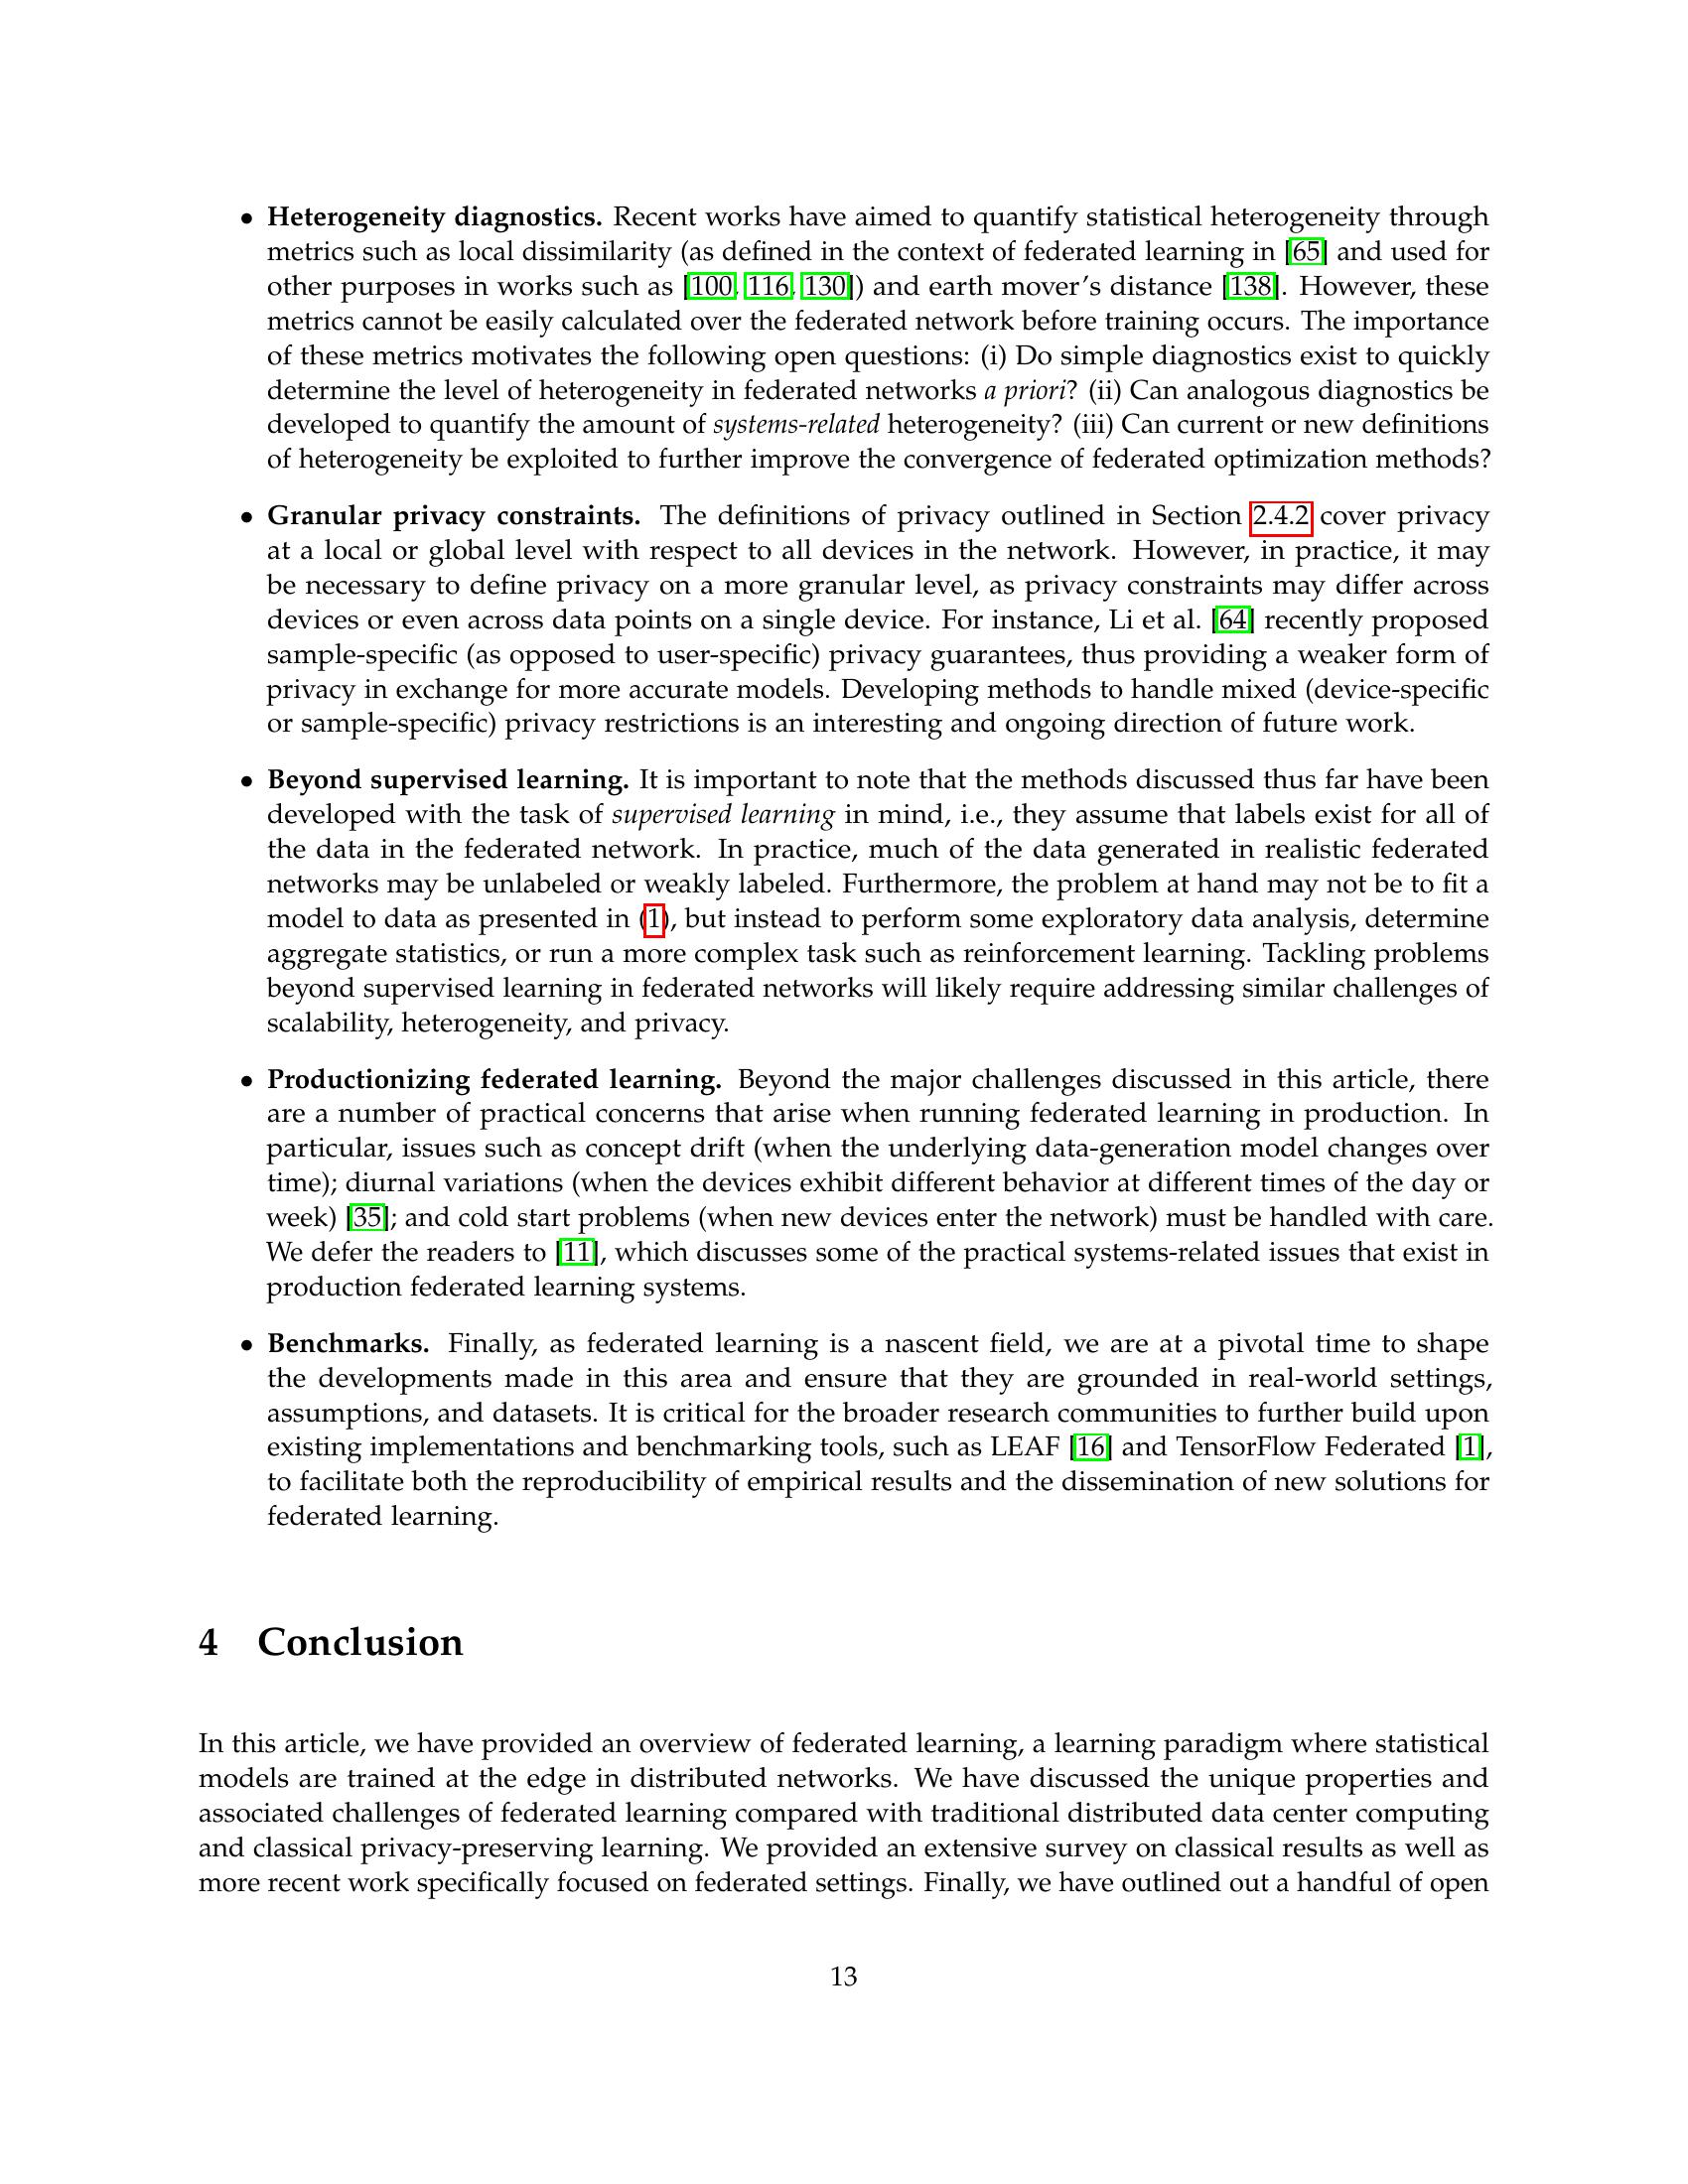 • Heterogeneity diagnostics. Recent works have aimed to quantify statistical heterogeneity through
metrics such as local dissimilarity (as defined in the context of federated learning in [65] and used for
other purposes in works such as [100, 116, 130]) and earth mover's distance [138]. However, these
metrics cannot be easily calculated over the federated network before training occurs. The importance
of these metrics motivates the following open questions: (i) Do simple diagnostics exist to quickly
determine the level of heterogeneity in federated networks a priori? (ii) Can analogous diagnostics be
developed to quantify the amount of systems-related heterogeneity? (iii) Can current or new definitions
of heterogeneity be exploited to further improve the convergence of federated optimization methods?
• Granular privacy constraints. The definitions of privacy outlined in Section 2.4.2 cover privacy
at a local or global level with respect to all devices in the network. However, in practice, it may
be necessary to define privacy on a more granular level, as privacy constraints may differ across
devices or even across data points on a single device. For instance, Li et al. [64] recently proposed
sample-specific (as opposed to user-specific) privacy guarantees, thus providing a weaker form of
privacy in exchange for more accurate models. Developing methods to handle mixed (device-specific
or sample-specific) privacy restrictions is an interesting and ongoing direction of future work.
• Beyond supervised learning. It is important to note that the methods discussed thus far have been
developed with the task of supervised learning in mind, i.e., they assume that labels exist for all of
the data in the federated network. In practice, much of the data generated in realistic federated
networks may be unlabeled or weakly labeled. Furthermore, the problem at hand may not be to fit a
model to data as presented in (1), but instead to perform some exploratory data analysis, determine
aggregate statistics, or run a more complex task such as reinforcement learning. Tackling problems
beyond supervised learning in federated networks will likely require addressing similar challenges of
scalability, heterogeneity, and privacy.
• Productionizing federated learning. Beyond the major challenges discussed in this article, there
are a number of practical concerns that arise when running federated learning in production. In
particular, issues such as concept drift (when the underlying data-generation model changes over
time); diurnal variations (when the devices exhibit different behavior at different times of the day or
week) [35]; and cold start problems (when new devices enter the network) must be handled with care.
We defer the readers to [11], which discusses some of the practical systems-related issues that exist in
production federated learning systems.
• Benchmarks. Finally, as federated learning is a nascent field, we are at a pivotal time to shape
the developments made in this area and ensure that they are grounded in real-world settings,
assumptions, and datasets. It is critical for the broader research communities to further build upon
existing implementations and benchmarking tools, such as LEAF [16] and TensorFlow Federated [1],
to facilitate both the reproducibility of empirical results and the dissemination of new solutions for
federated learning.
4 Conclusion
In this article, we have provided an overview of federated learning, a learning paradigm where statistical
models are trained at the edge in distributed networks. We have discussed the unique properties and
associated challenges of federated learning compared with traditional distributed data center computing
and classical privacy-preserving learning. We provided an extensive survey on classical results as well as
more recent work specifically focused on federated settings. Finally, we have outlined out a handful of open
13